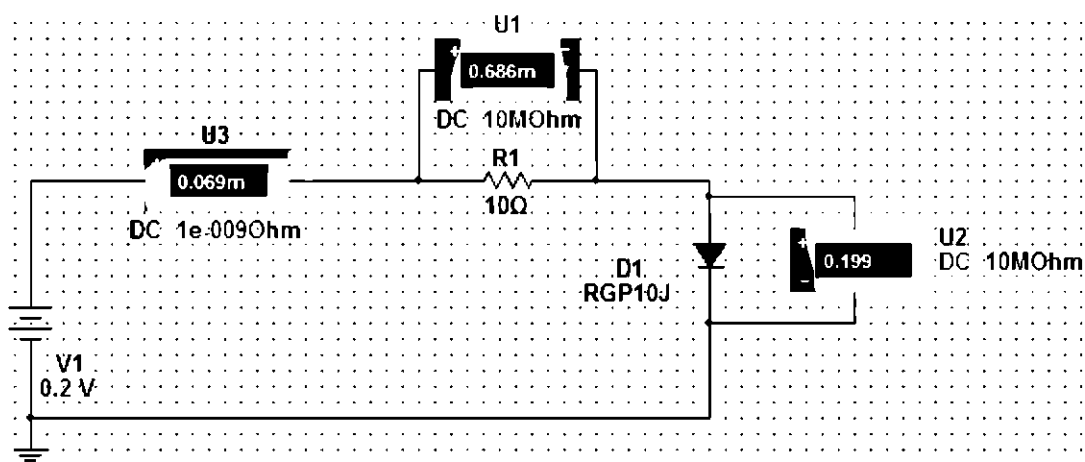 U1
+ -
0.686m
DC 10MOhm
U3
0.069m
DC 1e-009Ohm
R1
10Ω
D1
RGP10J
+
0.199
-
U2
DC 10MOhm
V1
0.2 V